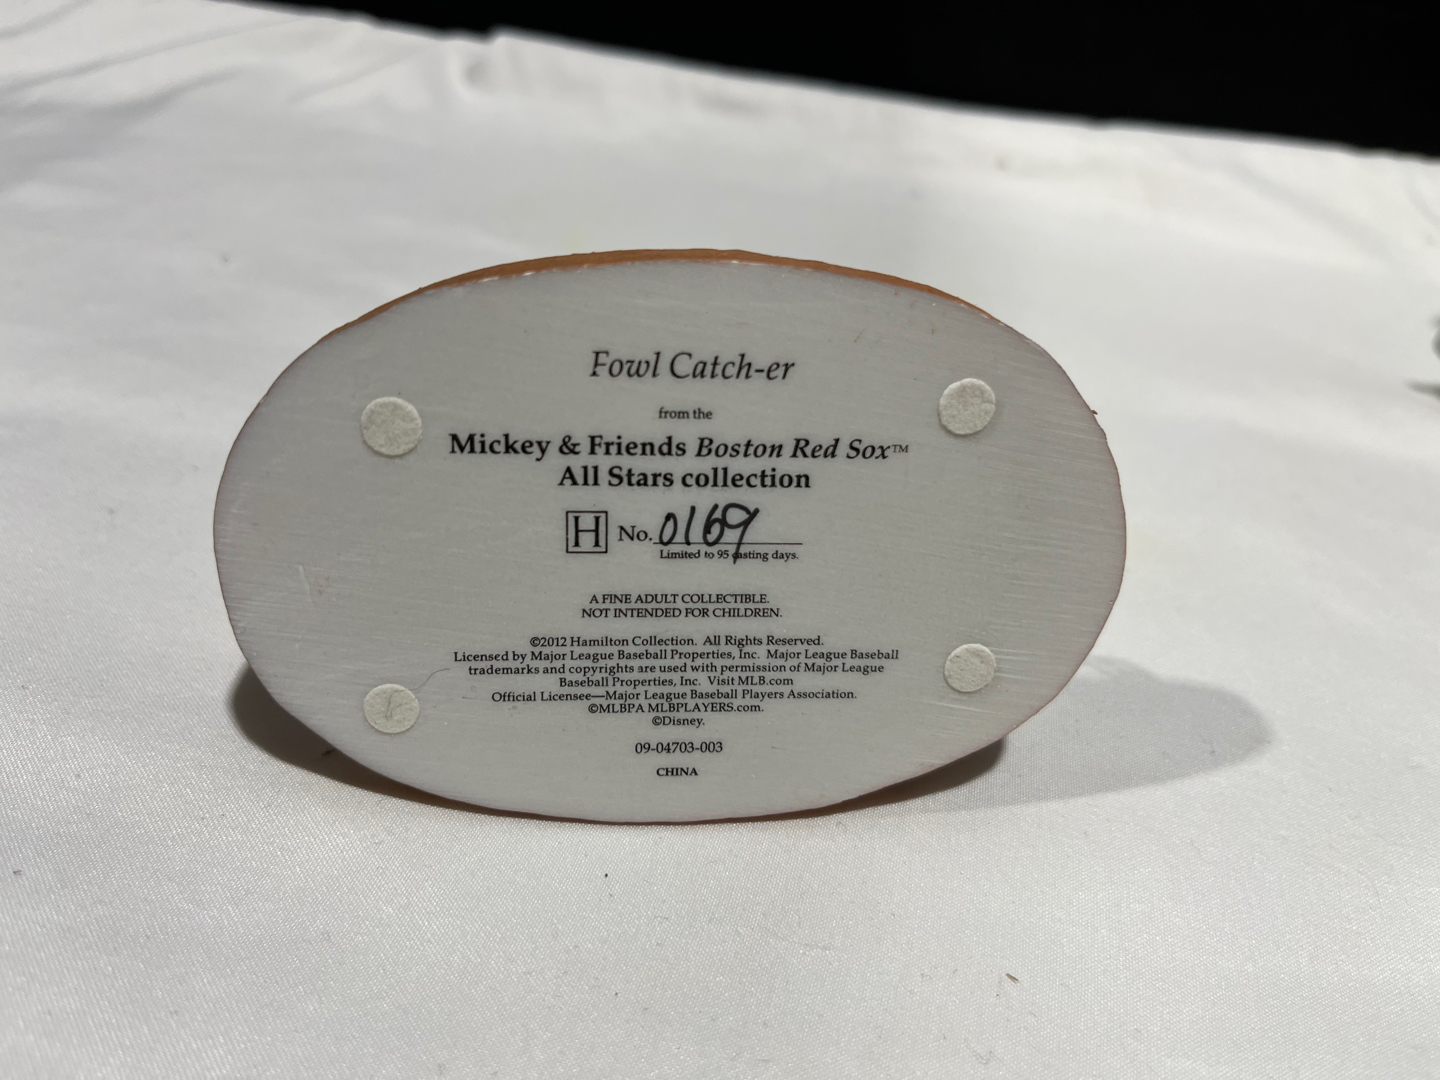 Fowl Catch-er
from the
Mickey & Friends Boston Red Sox™
All Stars collection
H No. 0169
Limited to 95 casting days.
A FINE ADULT COLLECTIBLE.
NOT INTENDED FOR CHILDREN.
©2012 Hamilton Collection. All Rights Reserved.
Licensed by Major League Baseball Properties, Inc. Major League Baseball
trademarks and copyrights are used with permission of Major League
Baseball Properties, Inc. Visit MLB.com
Official Licensee—Major League Baseball Players Association.
©MLBPA MLBPLAYERS.com.
©Disney.
09-04703-003
CHINA